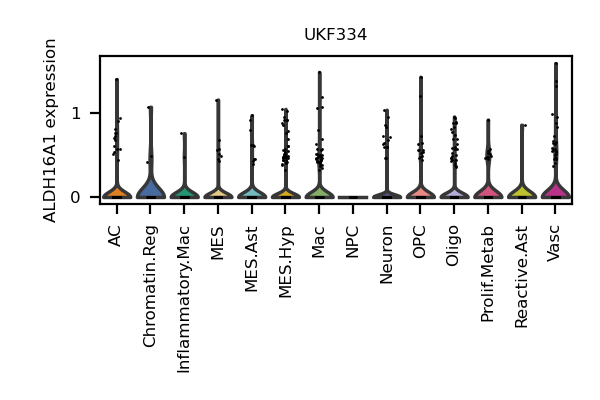 UKF334
ALDH16A1 expression
1
0
AC
Chromatin.Reg
Inflammatory.Mac
MES
MES.Ast
MES.Hyp
Mac
NPC
Neuron
OPC
Oligo
Prolif.Metab
Reactive.Ast
Vasc